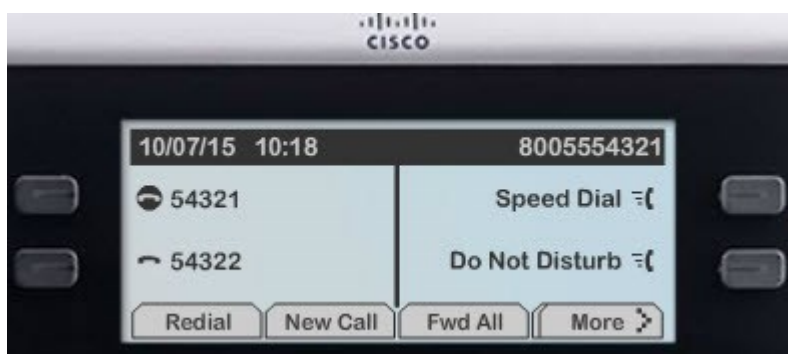 CISCO
10/07/15 10:18 8005554321
54321 Speed Dial
54322 Do Not Disturb
Redial New Call Fwd All More